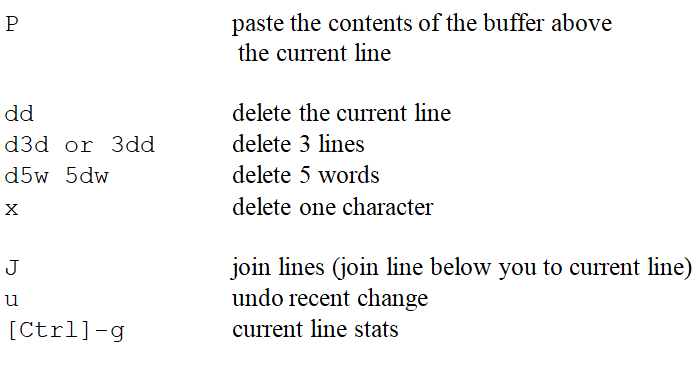 P paste the contents of the buffer above
the current line
dd delete the current line
d3d or 3dd delete 3 lines
d5w 5dw delete 5 words
x delete one character
J join lines (join line below you to current line)
u undo recent change
[Ctrl]-g current line stats